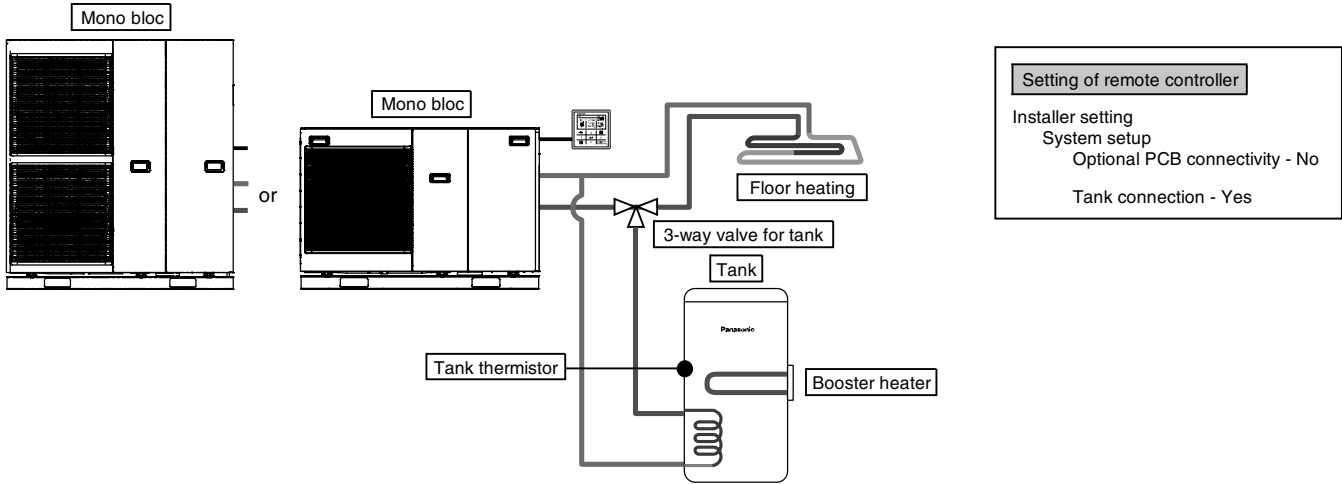 Mono bloc
or
Mono bloc
Floor heating
3-way valve for tank
Tank
Panasonic
Tank thermistor
Booster heater
Setting of remote controller
Installer setting
System setup
Optional PCB connectivity - No
Tank connection - Yes